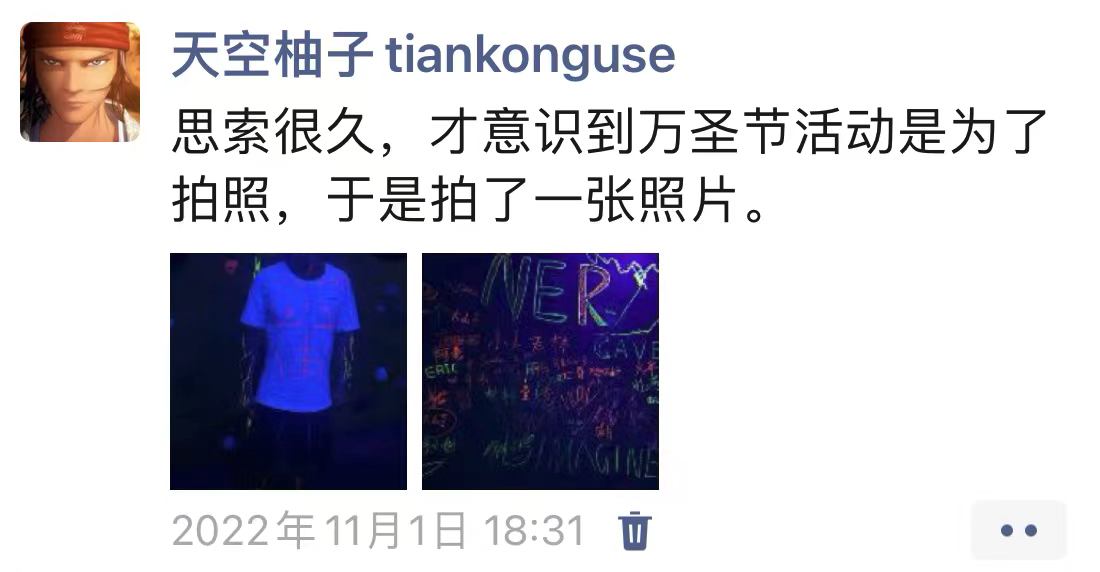 天空柚子 tiankonguse
思索很久，才意识到万圣节活动是为了
拍照，于是拍了一张照片。
NER
CAVE
ERIC
IMAGINE
2022年11月1日 18:31